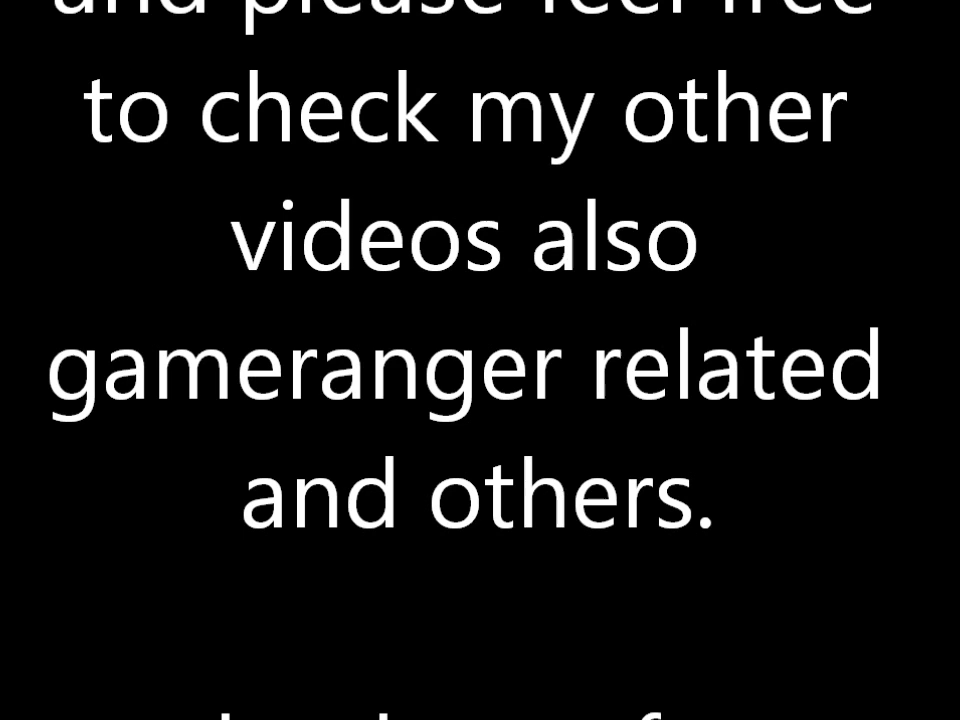 and please feel free
to check my other
videos also
gameranger related
and others.